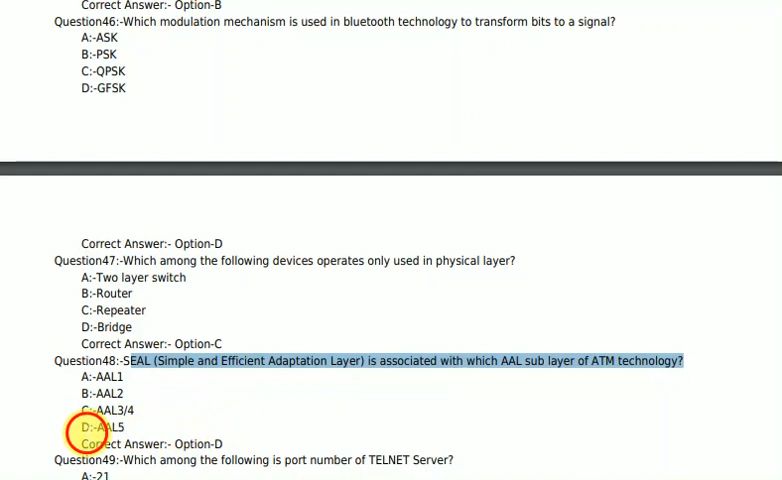 Correct Answer:- Option-B
Question46:-Which modulation mechanism is used in bluetooth technology to transform bits to a signal?
A:-ASK
B:-PSK
C:-QPSK
D:-GFSK
Correct Answer:- Option-D
Question47:-Which among the following devices operates only used in physical layer?
A:-Two layer switch
B:-Router
C:-Repeater
D:-Bridge
Correct Answer:- Option-C
Question48:-SEAL (Simple and Efficient Adaptation Layer) is associated with which AAL sub layer of ATM technology?
A:-AAL1
B:-AAL2
C:-AAL3/4
D:-AAL5
Correct Answer:- Option-D
Question49:-Which among the following is port number of TELNET Server?
A:-21